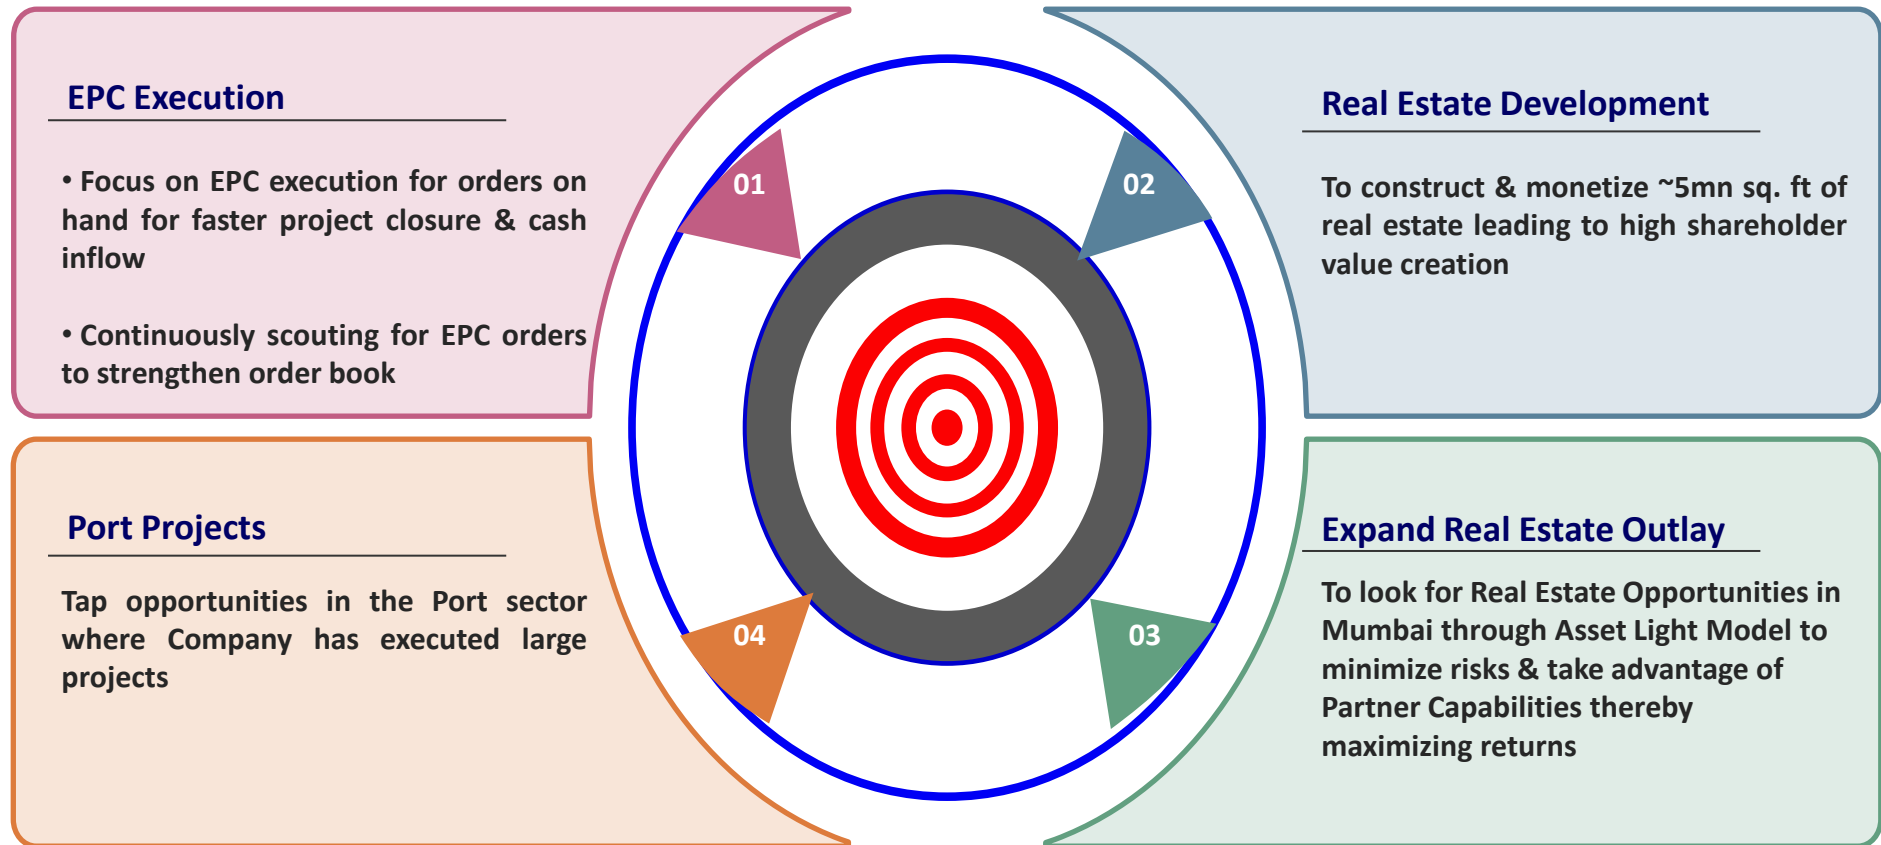 EPC Execution
• Focus on EPC execution for orders on
hand for faster project closure & cash
inflow
• Continuously scouting for EPC orders
to strengthen order book
01
02
Real Estate Development
To construct & monetize ~5mn sq. ft of
real estate leading to high shareholder
value creation
Port Projects
Tap opportunities in the Port sector
where Company has executed large
projects
04
03
Expand Real Estate Outlay
To look for Real Estate Opportunities in
Mumbai through Asset Light Model to
minimize risks & take advantage of
Partner Capabilities thereby
maximizing returns